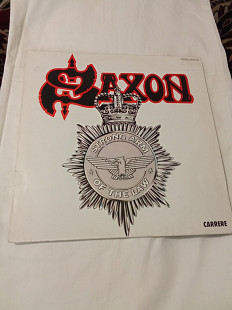 SAXON
STRONG ARM
OF THE LAW
CARRERE